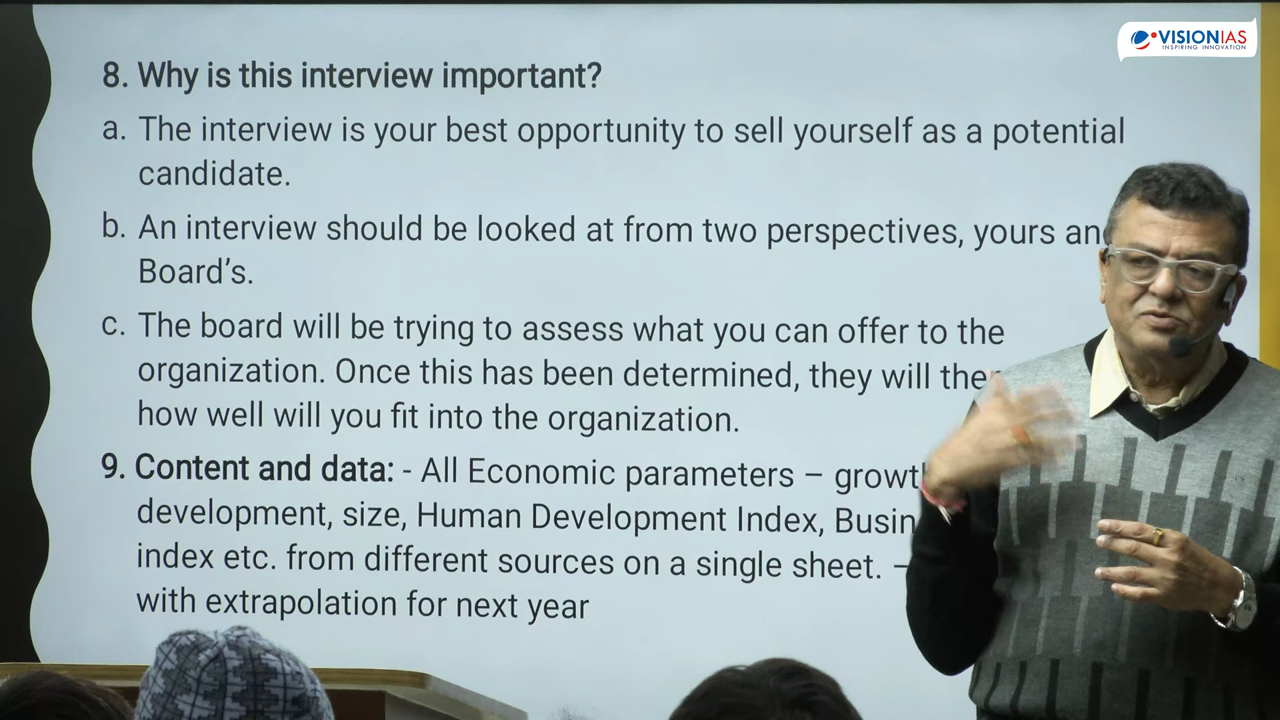 VISIONIAS
INSPIRING INNOVATION
8. Why is this interview important?
a. The interview is your best opportunity to sell yourself as a potential
candidate.
b. An interview should be looked at from two perspectives, yours
Board's.
c. The board will be trying to assess what you can offer to the
organization. Once this has been determined, they will
how well will you fit into the organization.
9. Content and data: - All Economic parameters –
development, size, Human Development Index,
index etc. from different sources on a single sheet. –
with extrapolation for next year